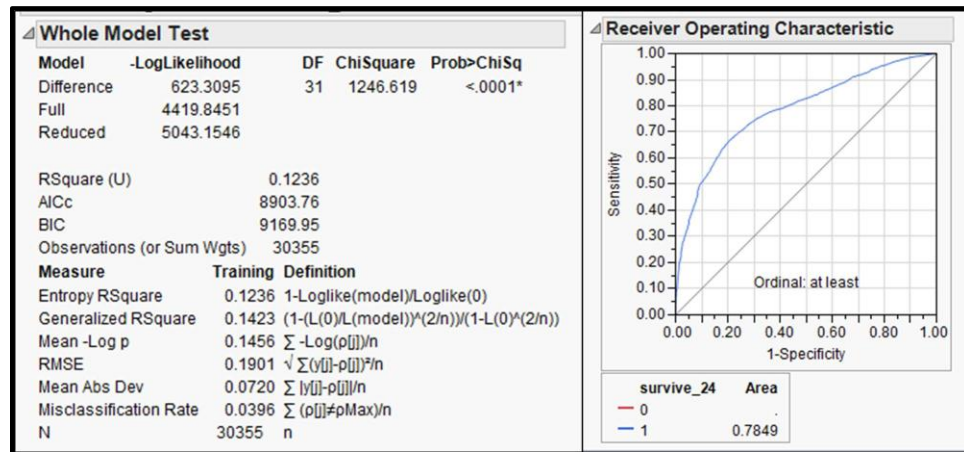 Whole Model Test
Model -LogLikelihood DF ChiSquare Prob>ChiSq
Difference 623.3095 31 1246.619 <.0001*
Full 4419.8451
Reduced 5043.1546
RSquare (U) 0.1236
AICc 8903.76
BIC 9169.95
Observations (or Sum Wgts) 30355
Measure Training Definition
Entropy RSquare 0.1236 1-Loglike(model)/Loglike(0)
Generalized RSquare 0.1423 (1-(L(0)/L(model))^(2/n))/(1-L(0)^(2/n))
Mean -Log p 0.1456 ∑ -Log(ρ[j])/n
RMSE 0.1901 √ ∑(y[j]-ρ[j])²/n
Mean Abs Dev 0.0720 ∑ |y[j]-ρ[j]|/n
Misclassification Rate 0.0396 ∑ (ρ[j]≠ρMax)/n
N 30355 n
Receiver Operating Characteristic
1.00
0.90
0.80
0.70
0.60
0.50
0.40
0.30
0.20
0.10
0.00
Sensitivity
Ordinal: at least
0.00 0.20 0.40 0.60 0.80 1.00
1-Specificity
survive_24 Area
0 .
1 0.7849